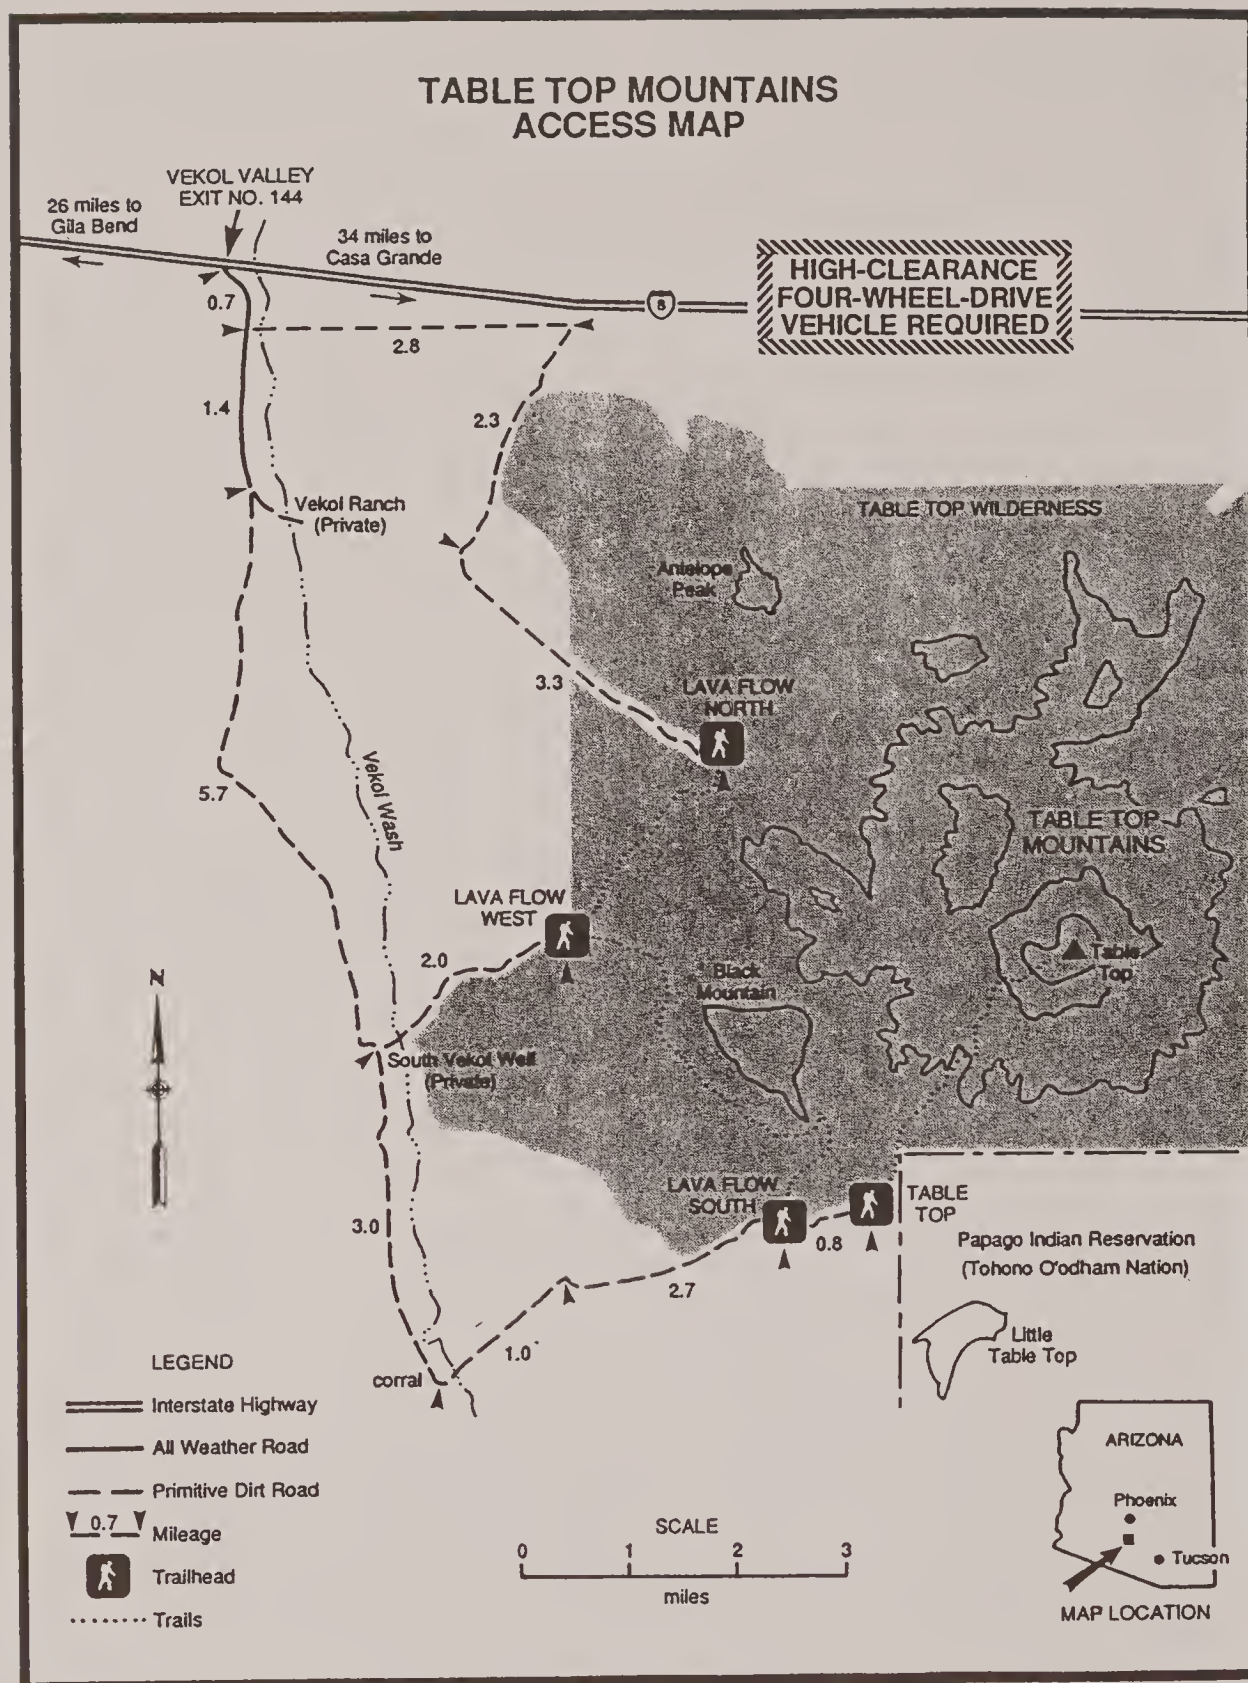 TABLE TOP MOUNTAINS
ACCESS MAP
VEKOL VALLEY
EXIT NO. 144
26 miles to
Gila Bend
34 miles to
Casa Grande
8
HIGH-CLEARANCE
FOUR-WHEEL-DRIVE
VEHICLE REQUIRED
0.7
2.8
1.4
2.3
Vekol Ranch
(Private)
TABLE TOP WILDERNESS
Antelope
Peak
3.3
LAVA FLOW
NORTH
5.7
Vekol Wash
TABLE TOP
MOUNTAINS
LAVA FLOW
WEST
2.0
Black
Mountain
Table
Top
N
South Vekol Well
(Private)
3.0
LAVA FLOW
SOUTH
0.8
TABLE
TOP
Papago Indian Reservation
(Tohono O'odham Nation)
2.7
1.0
corral
Little
Table Top
LEGEND
Interstate Highway
All Weather Road
Primitive Dirt Road
0.7 Mileage
Trailhead
Trails
SCALE
0 1 2 3
miles
ARIZONA
Phoenix
Tucson
MAP LOCATION